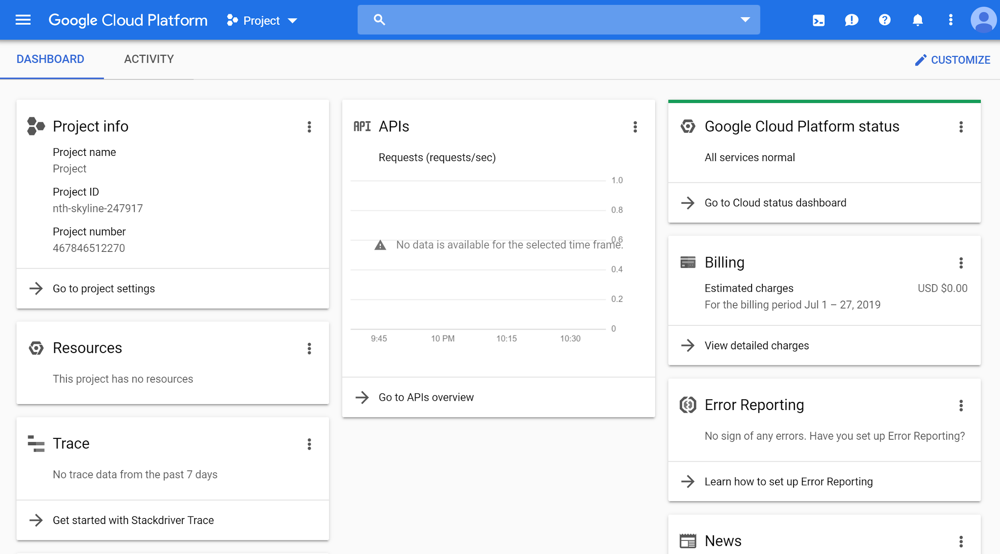 Google Cloud Platform
Project
DASHBOARD
ACTIVITY
CUSTOMIZE
Project info
Project name
Project
Project ID
nth-skyline-247917
Project number
467846512270
Go to project settings
Resources
This project has no resources
Trace
No trace data from the past 7 days
Get started with Stackdriver Trace
API APIs
Requests (requests/sec)
1.0
0.8
0.6
No data is available for the selected time frame.
0.4
0.2
0
9:45 10 PM 10:15 10:30
Go to APIs overview
Google Cloud Platform status
All services normal
Go to Cloud status dashboard
Billing
Estimated charges USD $0.00
For the billing period Jul 1 – 27, 2019
View detailed charges
Error Reporting
No sign of any errors. Have you set up Error Reporting?
Learn how to set up Error Reporting
News